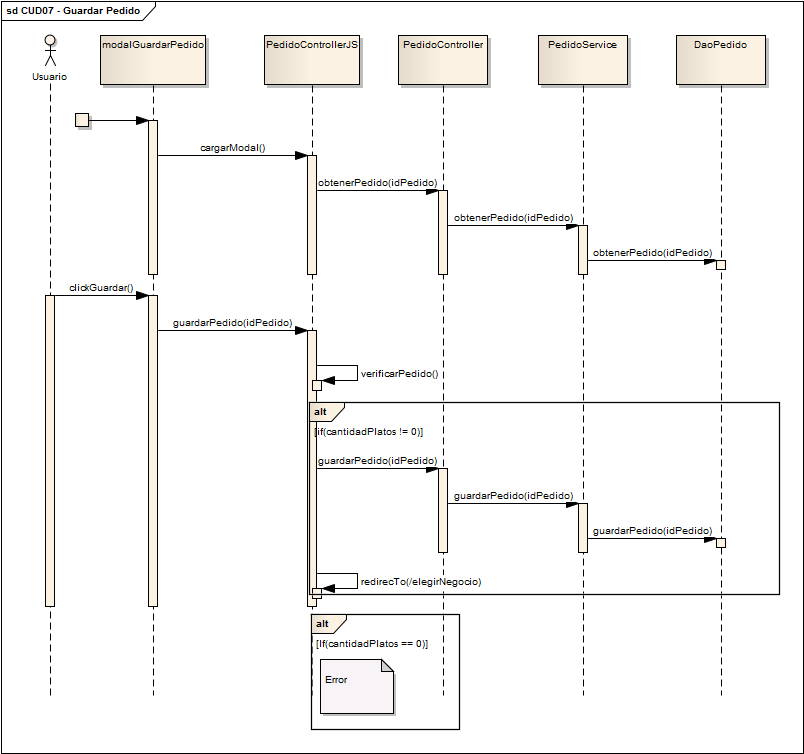 sd CUD07 - Guardar Pedido
modalGuardarPedido
PedidoControllerJS
PedidoController
PedidoService
DaoPedido
Usuario
cargarModal()
obtenerPedido(idPedido)
obtenerPedido(idPedido)
obtenerPedido(idPedido)
clickGuardar()
guardarPedido(idPedido)
verificarPedido()
alt
[if(cantidadPlatos != 0)]
guardarPedido(idPedido)
guardarPedido(idPedido)
guardarPedido(idPedido)
redirecTo(/elegirNegocio)
alt
[If(cantidadPlatos == 0)]
Error